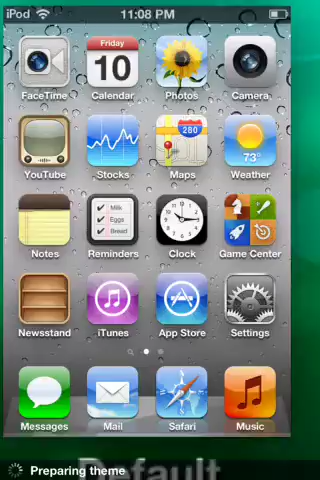 iPod 11:08 PM
FaceTime Friday 10 Calendar Photos Camera
YouTube Stocks 280 Maps 73° Weather
Notes Milk Eggs Bread Reminders Clock Game Center
Newsstand iTunes App Store Settings
Messages Mail Safari Music
Default
Preparing theme